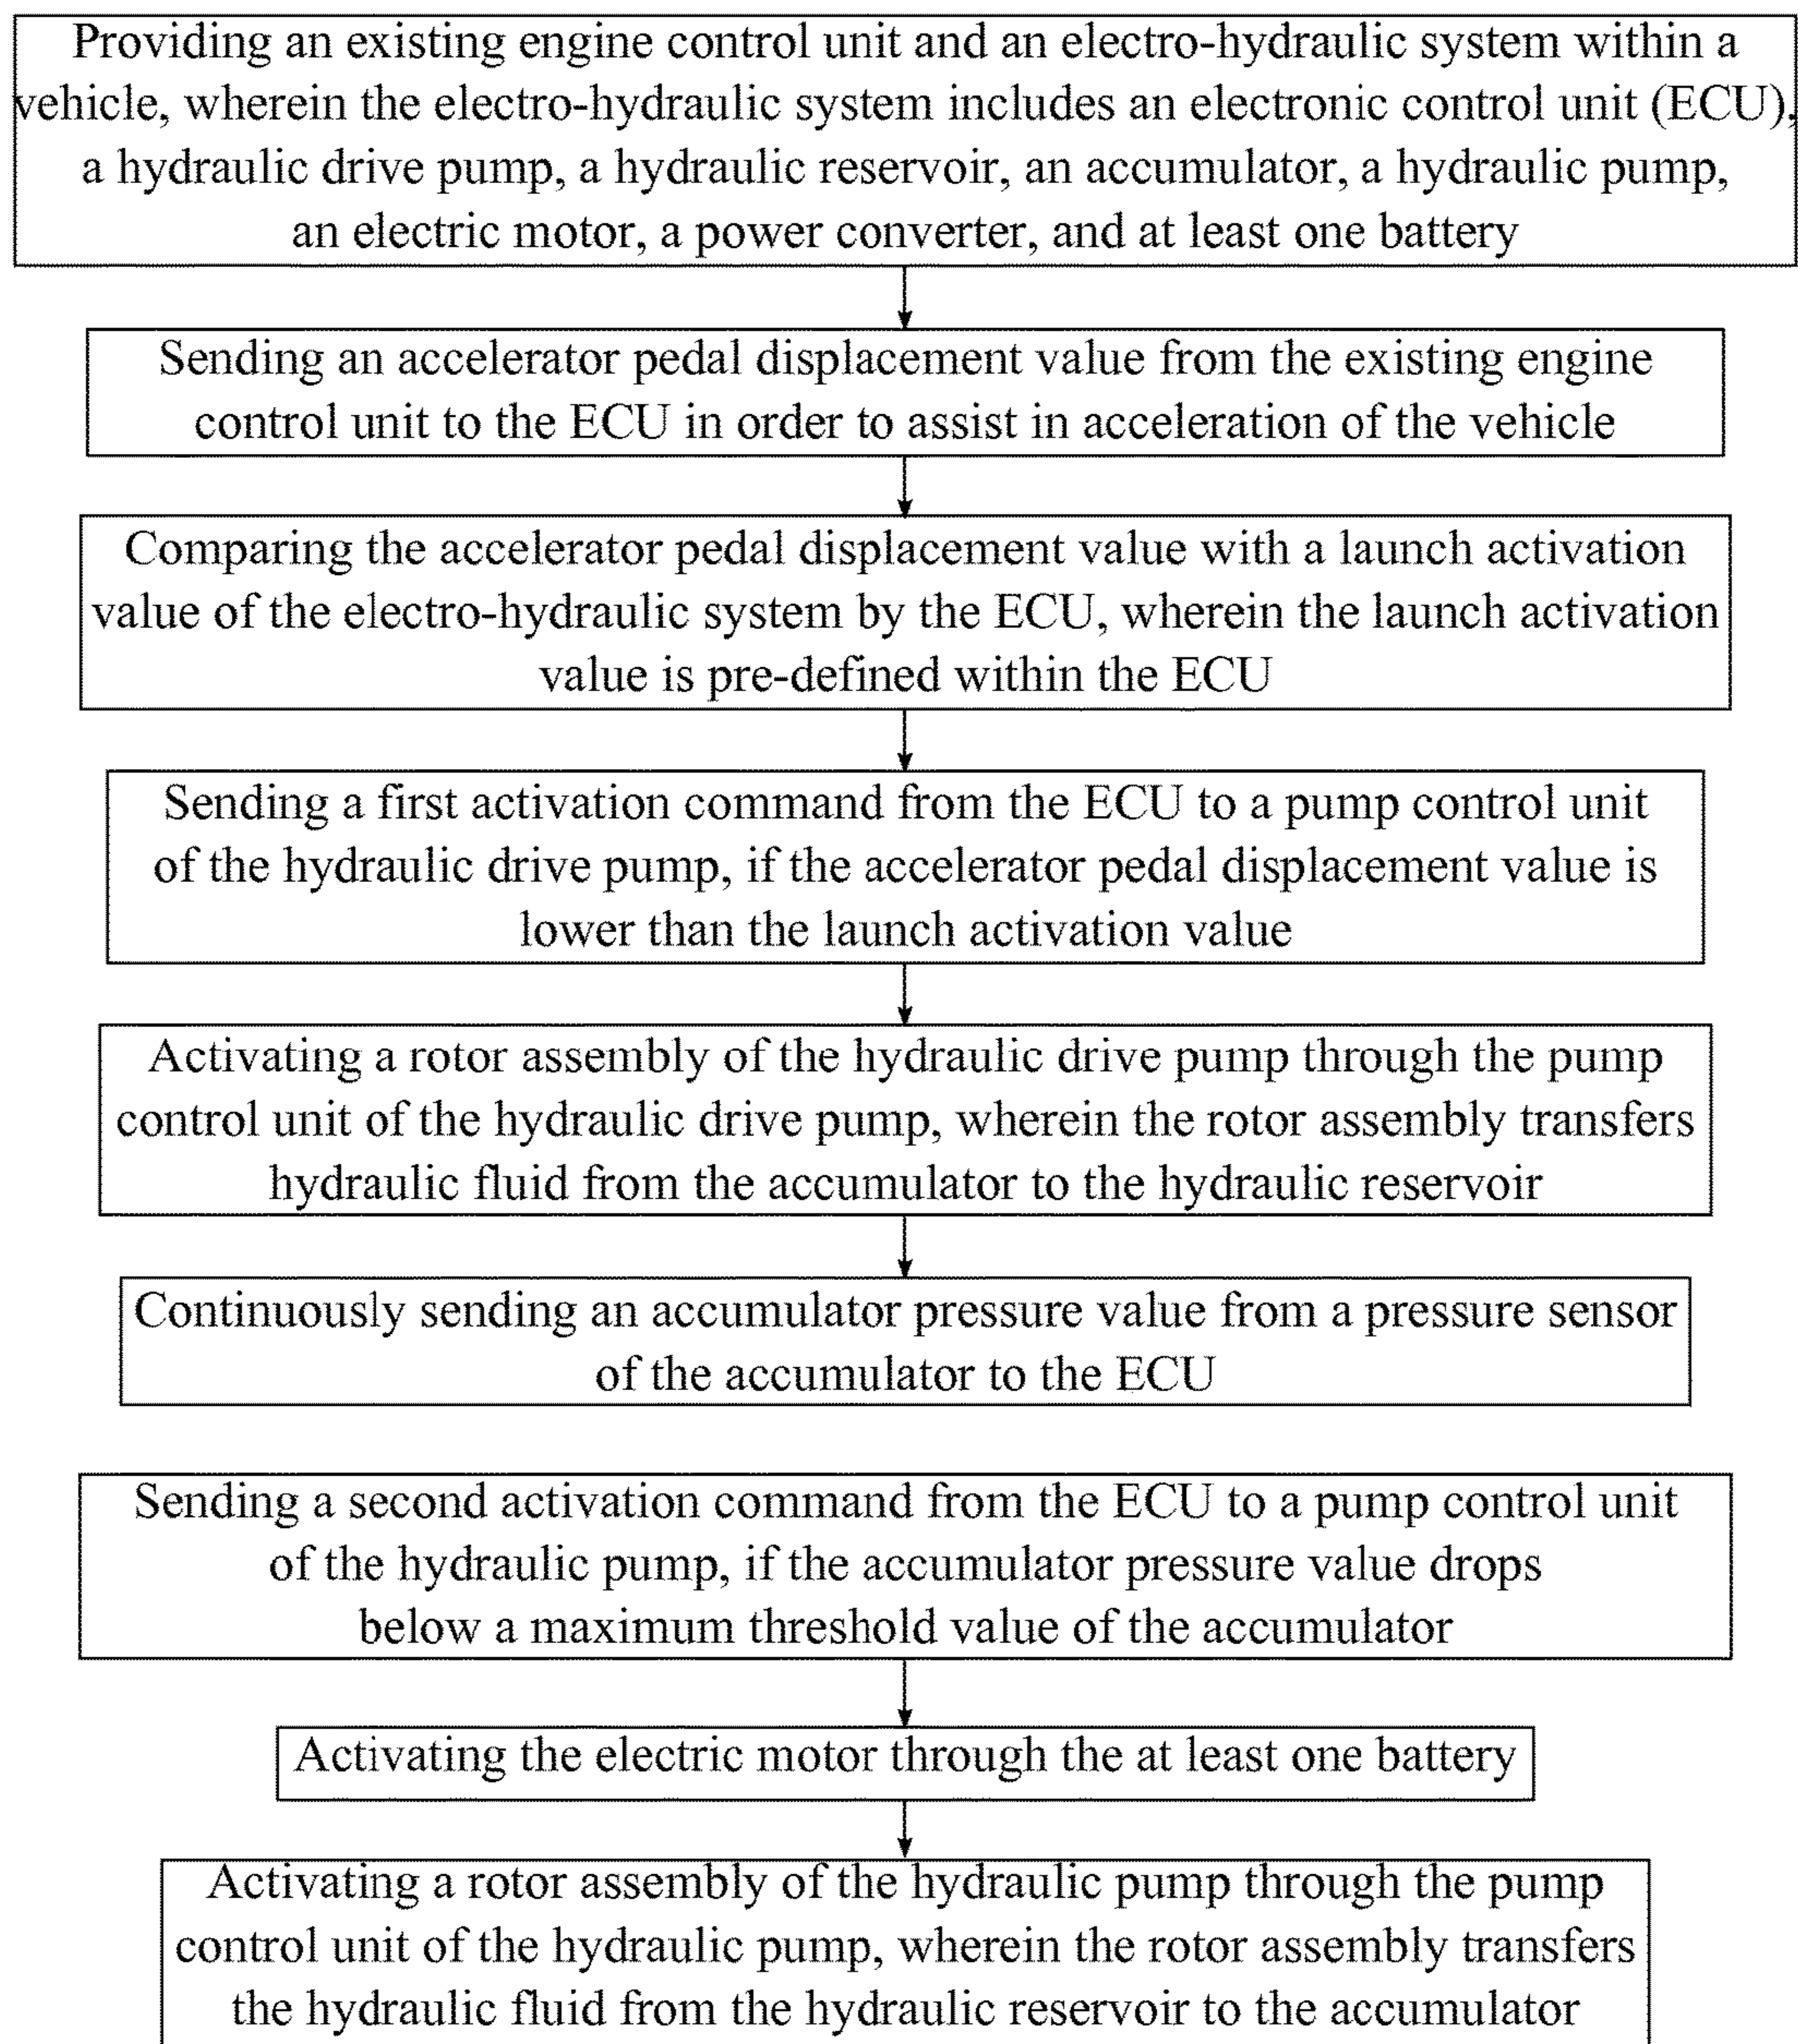 Providing an existing engine control unit and an electro-hydraulic system within a
vehicle, wherein the electro-hydraulic system includes an electronic control unit (ECU),
a hydraulic drive pump, a hydraulic reservoir, an accumulator, a hydraulic pump,
an electric motor, a power converter, and at least one battery
Sending an accelerator pedal displacement value from the existing engine
control unit to the ECU in order to assist in acceleration of the vehicle
Comparing the accelerator pedal displacement value with a launch activation
value of the electro-hydraulic system by the ECU, wherein the launch activation
value is pre-defined within the ECU
Sending a first activation command from the ECU to a pump control unit
of the hydraulic drive pump, if the accelerator pedal displacement value is
lower than the launch activation value
Activating a rotor assembly of the hydraulic drive pump through the pump
control unit of the hydraulic drive pump, wherein the rotor assembly transfers
hydraulic fluid from the accumulator to the hydraulic reservoir
Continuously sending an accumulator pressure value from a pressure sensor
of the accumulator to the ECU
Sending a second activation command from the ECU to a pump control unit
of the hydraulic pump, if the accumulator pressure value drops
below a maximum threshold value of the accumulator
Activating the electric motor through the at least one battery
Activating a rotor assembly of the hydraulic pump through the pump
control unit of the hydraulic pump, wherein the rotor assembly transfers
the hydraulic fluid from the hydraulic reservoir to the accumulator